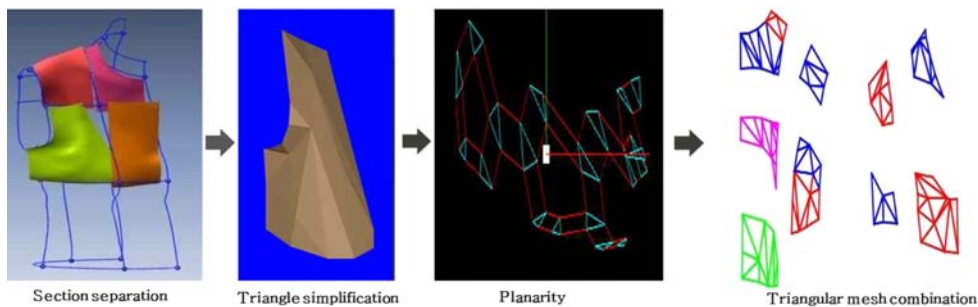 Section separation
Triangle simplification
Planarity
Triangular mesh combination